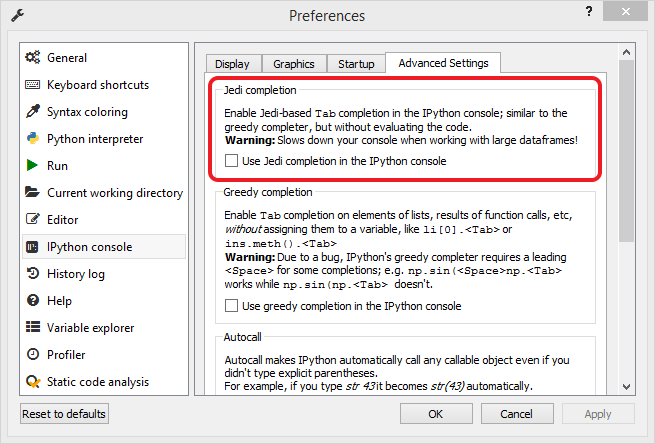 Preferences
?
General
Keyboard shortcuts
Syntax coloring
Python interpreter
Run
Current working directory
Editor
IPython console
History log
Help
Variable explorer
Profiler
Static code analysis
Display Graphics Startup Advanced Settings
Jedi completion
Enable Jedi-based Tab completion in the IPython console; similar to the
greedy completer, but without evaluating the code.
Warning: Slows down your console when working with large dataframes!
Use Jedi completion in the IPython console
Greedy completion
Enable Tab completion on elements of lists, results of function calls, etc,
without assigning them to a variable, like li[0].<Tab> or
ins.meth().<Tab>
Warning: Due to a bug, IPython's greedy completer requires a leading
<Space> for some completions; e.g. np.sin(<Space>np.<Tab>
works while np.sin(np.<Tab> doesn't.
Use greedy completion in the IPython console
Autocall
Autocall makes IPython automatically call any callable object even if you
didn't type explicit parentheses.
For example, if you type str 43 it becomes str(43) automatically.
Reset to defaults OK Cancel Apply